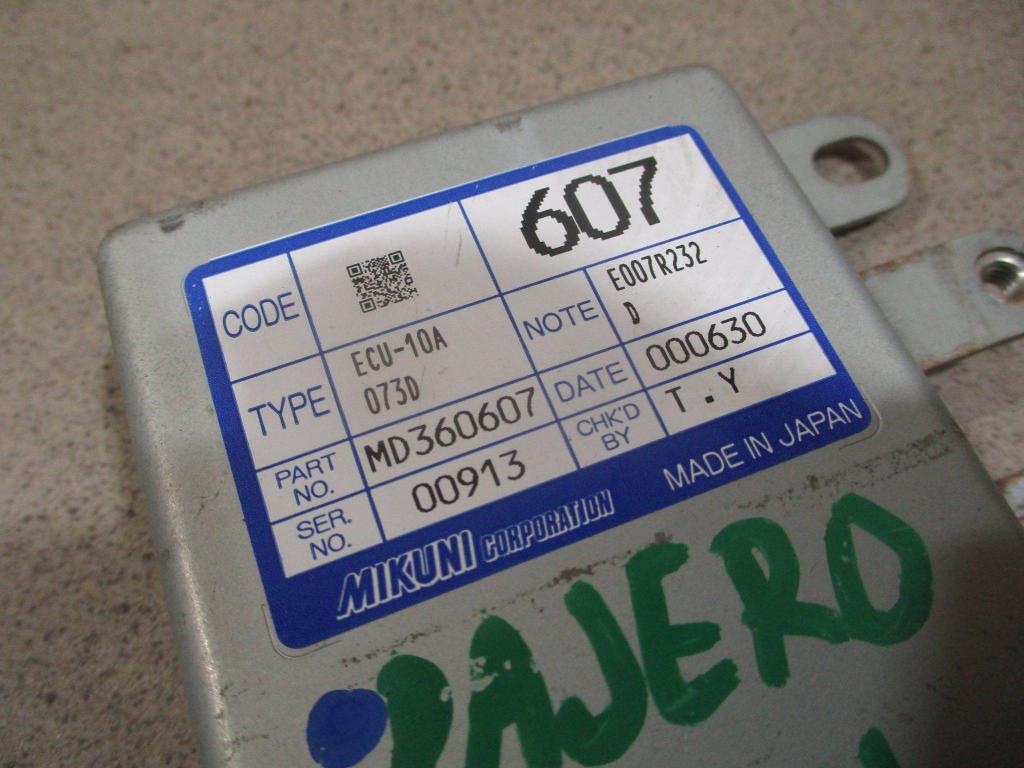 607
CODE
TYPE
ECU-10A
073D
NOTE
E007R232
D
PART
NO.
MD360607
DATE
000630
SER.
NO.
00913
CHK'D
BY
T.Y
MIKUNI CORPORATION
MADE IN JAPAN
PAJERO